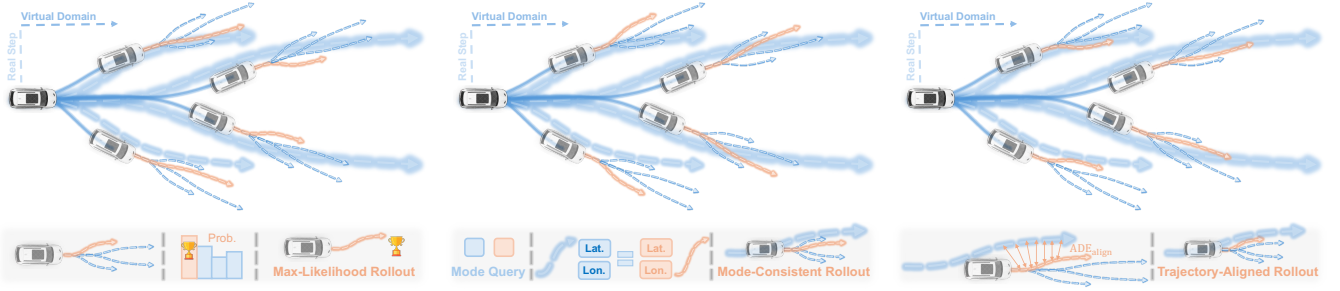 Virtual Domain
Real Step
Prob.
Max-Likelihood Rollout
Virtual Domain
Real Step
Mode Query
Lat.
Lon.
Lat.
Lon.
Mode-Consistent Rollout
Virtual Domain
Real Step
ADEalign
Trajectory-Aligned Rollout